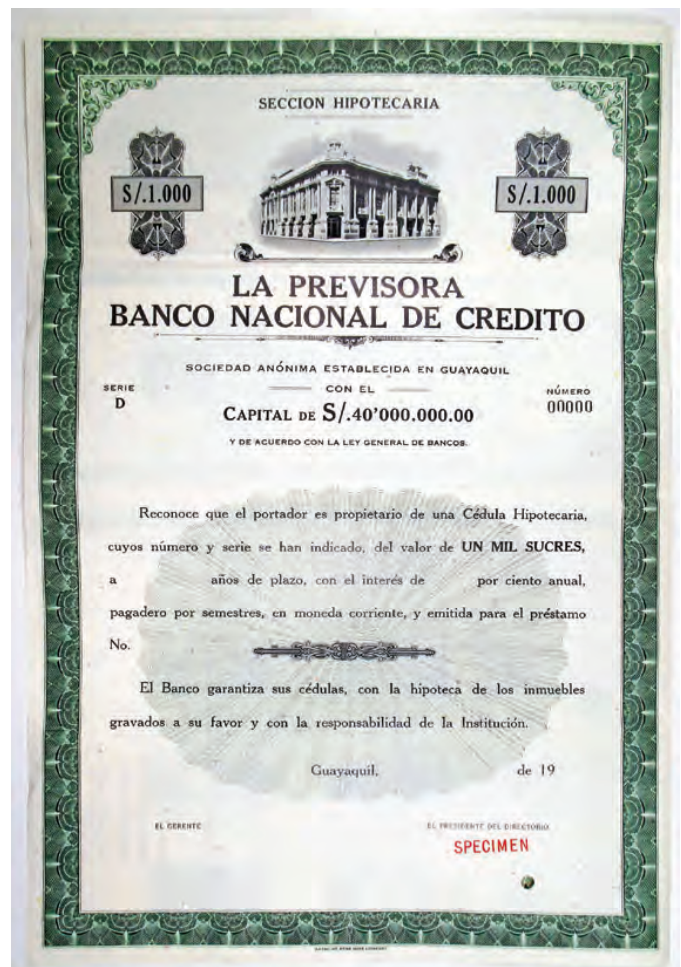 SECCION HIPOTECARIA
S/.1.000
S/.1.000
LA PREVISORA
BANCO NACIONAL DE CREDITO
SOCIEDAD ANÓNIMA ESTABLECIDA EN GUAYAQUIL
SERIE
D
CON EL
NÚMERO
00000
CAPITAL DE S/.40'000.000.00
Y DE ACUERDO CON LA LEY GENERAL DE BANCOS.
Reconoce que el portador es propietario de una Cédula Hipotecaria,
cuyos número y serie se han indicado, del valor de UN MIL SUCRES,
a años de plazo, con el interés de por ciento anual,
pagadero por semestres, en moneda corriente, y emitida para el préstamo
No.
El Banco garantiza sus cédulas, con la hipoteca de los inmuebles
gravados a su favor y con la responsabilidad de la Institución.
Guayaquil, de 19
EL GERENTE
EL PRESIDENTE DEL DIRECTORIO
SPECIMEN